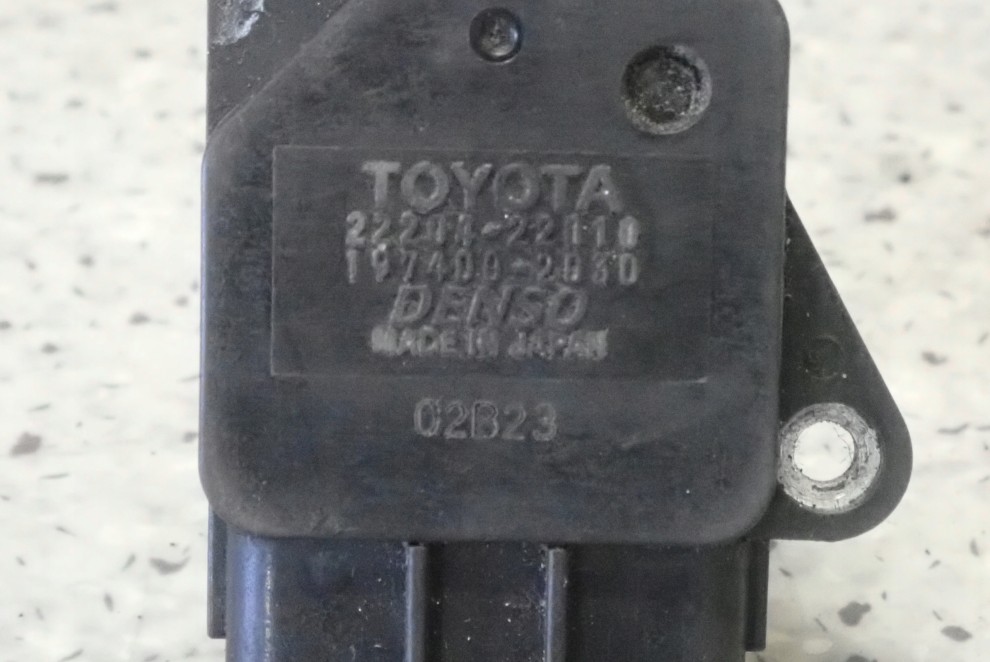 TOYOTA
22204-22010
197400-2030
DENSO
MADE IN JAPAN
02B23